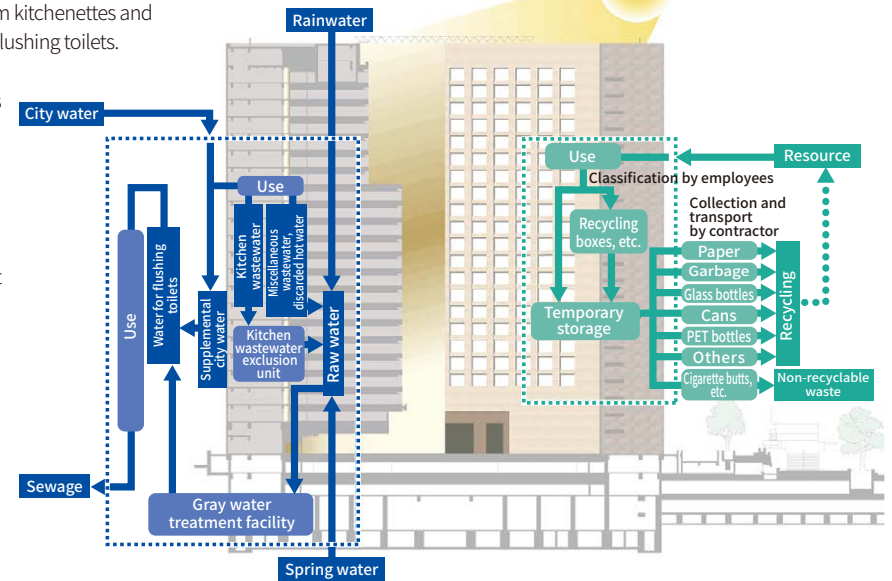 m kitchenettes and
flushing toilets.
s
t
Rainwater
City water
Use
Kitchen
wastewater
Miscellaneous
wastewater,
discarded hot water
Water for flushing
toilets
Use
Supplemental
city water
Kitchen
wastewater
exclusion
unit
Raw water
Sewage
Gray water
treatment facility
Spring water
Use
Resource
Classification by employees
Collection and
transport
by contractor
Recycling
boxes, etc.
Temporary
storage
Paper
Garbage
Glass bottles
Cans
PET bottles
Others
Cigarette butts,
etc.
Recycling
Non-recyclable
waste